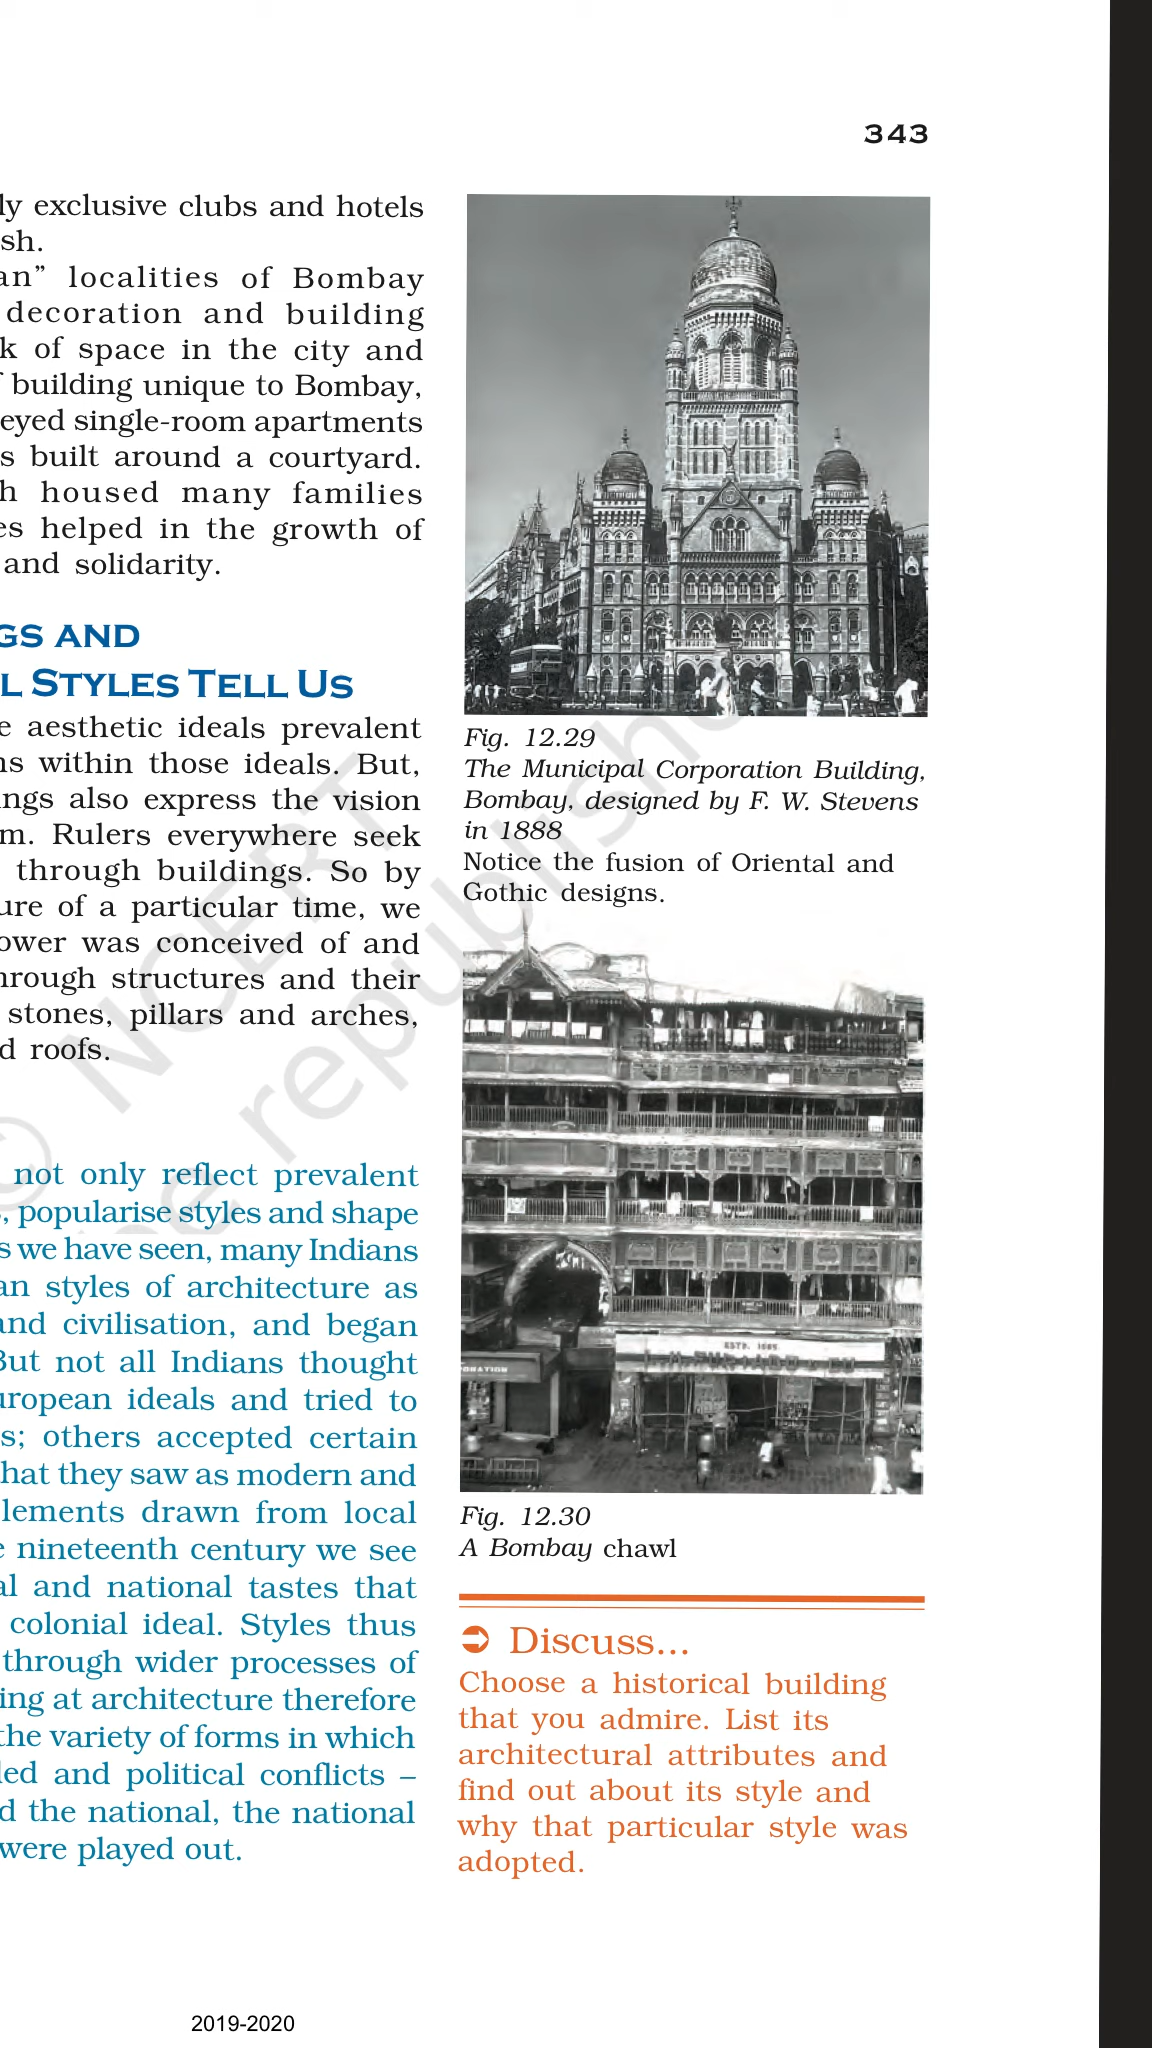 343
ly exclusive clubs and hotels
sh.
an” localities of Bombay
decoration and building
k of space in the city and
building unique to Bombay,
eyed single-room apartments
s built around a courtyard.
h housed many families
es helped in the growth of
and solidarity.
GS AND
L STYLES TELL US
e aesthetic ideals prevalent
ns within those ideals. But,
ings also express the vision
m. Rulers everywhere seek
through buildings. So by
ure of a particular time, we
ower was conceived of and
hrough structures and their
stones, pillars and arches,
d roofs.
not only reflect prevalent
, popularise styles and shape
s we have seen, many Indians
an styles of architecture as
and civilisation, and began
But not all Indians thought
uropean ideals and tried to
s; others accepted certain
hat they saw as modern and
lements drawn from local
e nineteenth century we see
al and national tastes that
colonial ideal. Styles thus
through wider processes of
ing at architecture therefore
the variety of forms in which
led and political conflicts –
d the national, the national
were played out.
Fig. 12.29
The Municipal Corporation Building,
Bombay, designed by F. W. Stevens
in 1888
Notice the fusion of Oriental and
Gothic designs.
ESTD. 1865
ORATION
Fig. 12.30
A Bombay chawl
Discuss...
Choose a historical building
that you admire. List its
architectural attributes and
find out about its style and
why that particular style was
adopted.
© NCERT
be republished
2019-2020